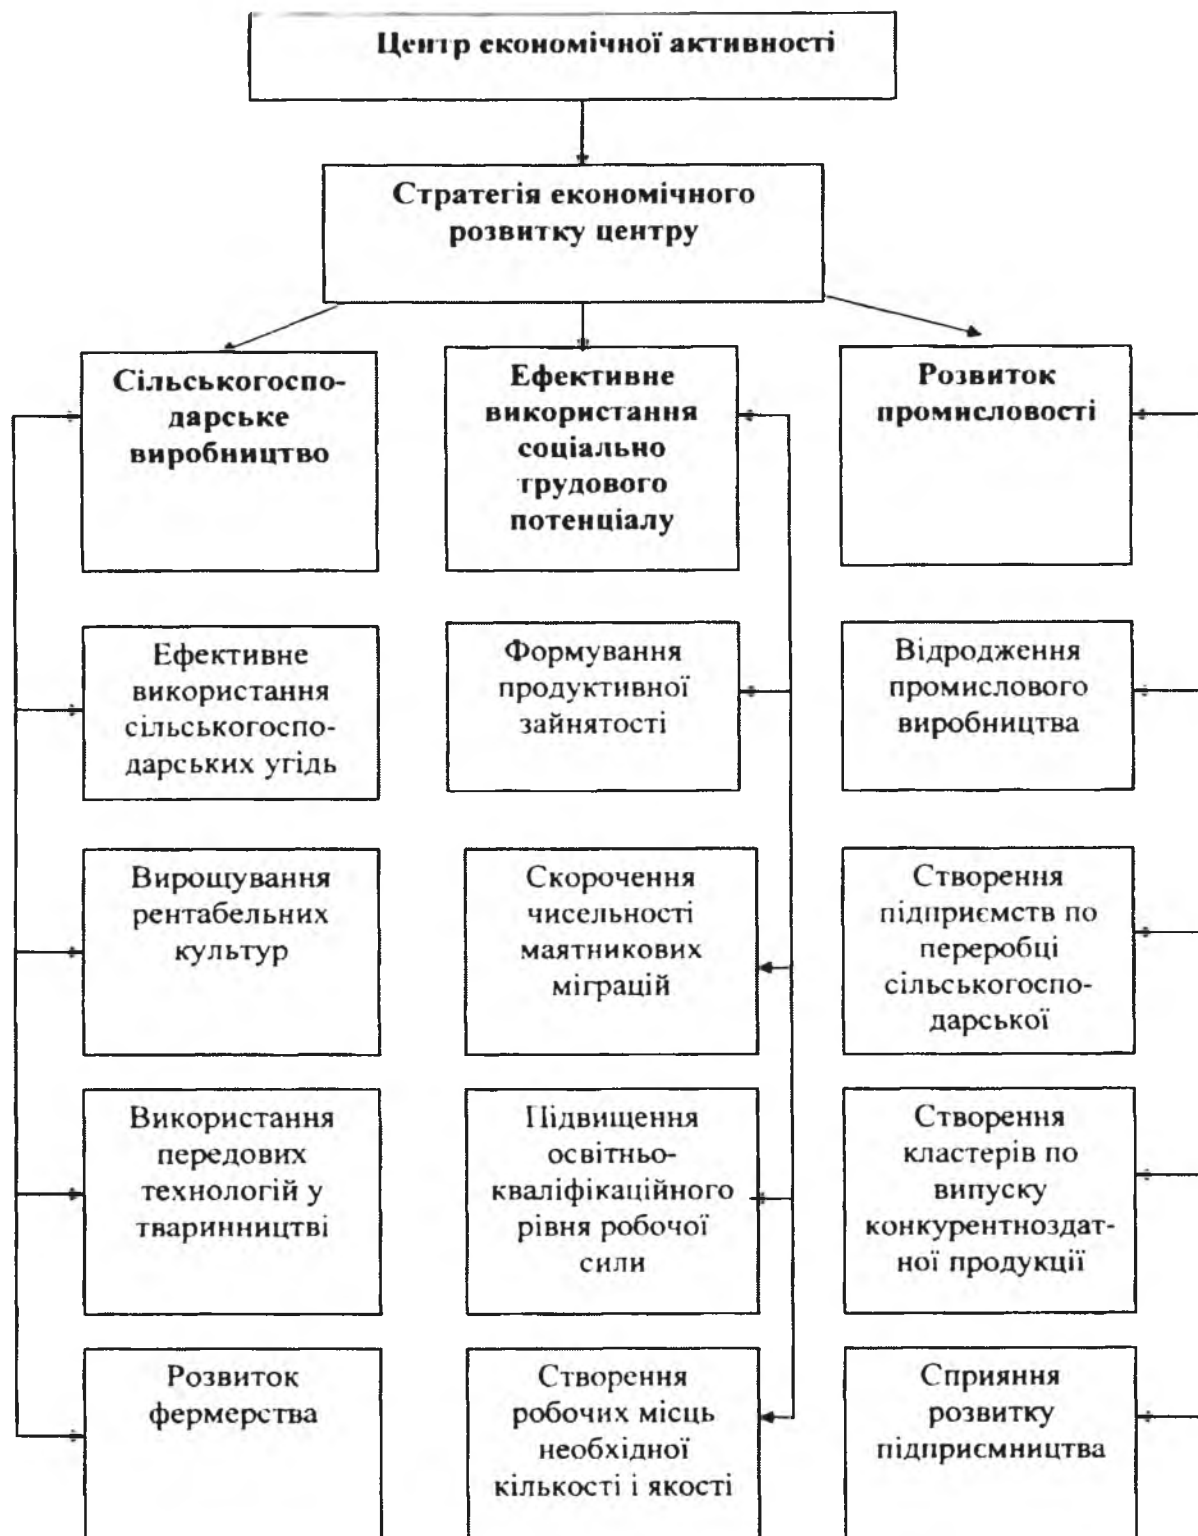 Центр економічної активності
Стратегія економічного
розвитку центру
Сільськогоспо-
дарське
виробництво
Ефективне
використання
соціально
трудового
потенціалу
Розвиток
промисловості
Ефективне
використання
сільськогоспо-
дарських угідь
Формування
продуктивної
зайнятості
Відродження
промислового
виробництва
Вирощування
рентабельних
культур
Скорочення
чисельності
маятникових
міграцій
Створення
підприємств по
переробці
сільськогоспо-
дарської
Використання
передових
технологій у
тваринництві
Підвищення
освітньо-
кваліфікаційного
рівня робочої
сили
Створення
кластерів по
випуску
конкурентноздат-
ної продукції
Розвиток
фермерства
Створення
робочих місць
необхідної
кількості і якості
Сприяння
розвитку
підприємництва